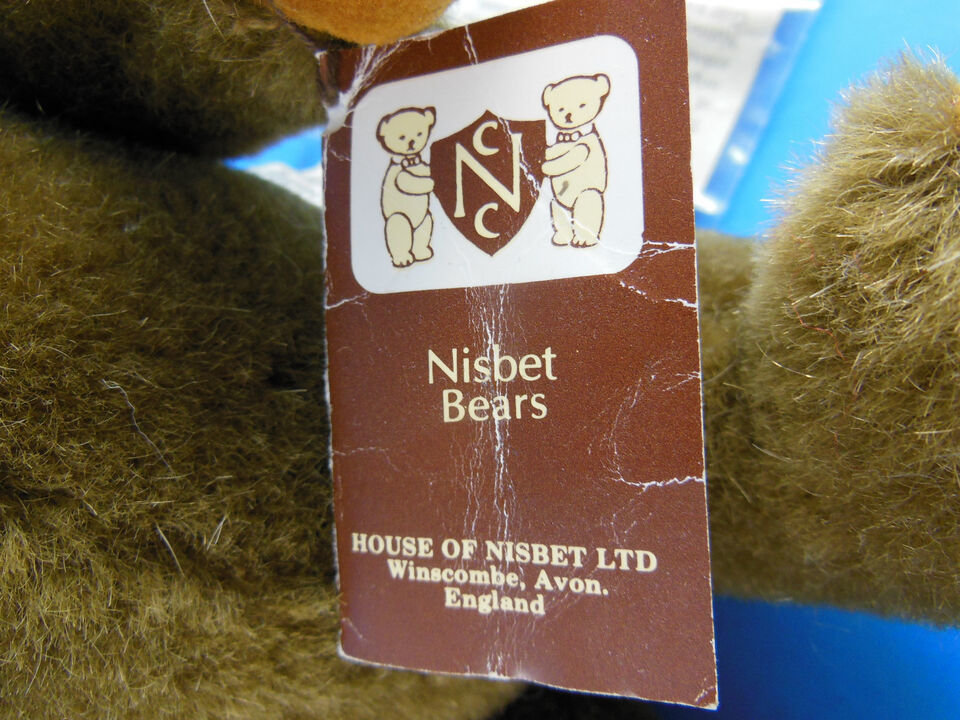 C
N
C
Nisbet
Bears
HOUSE OF NISBET LTD
Winscombe, Avon.
England